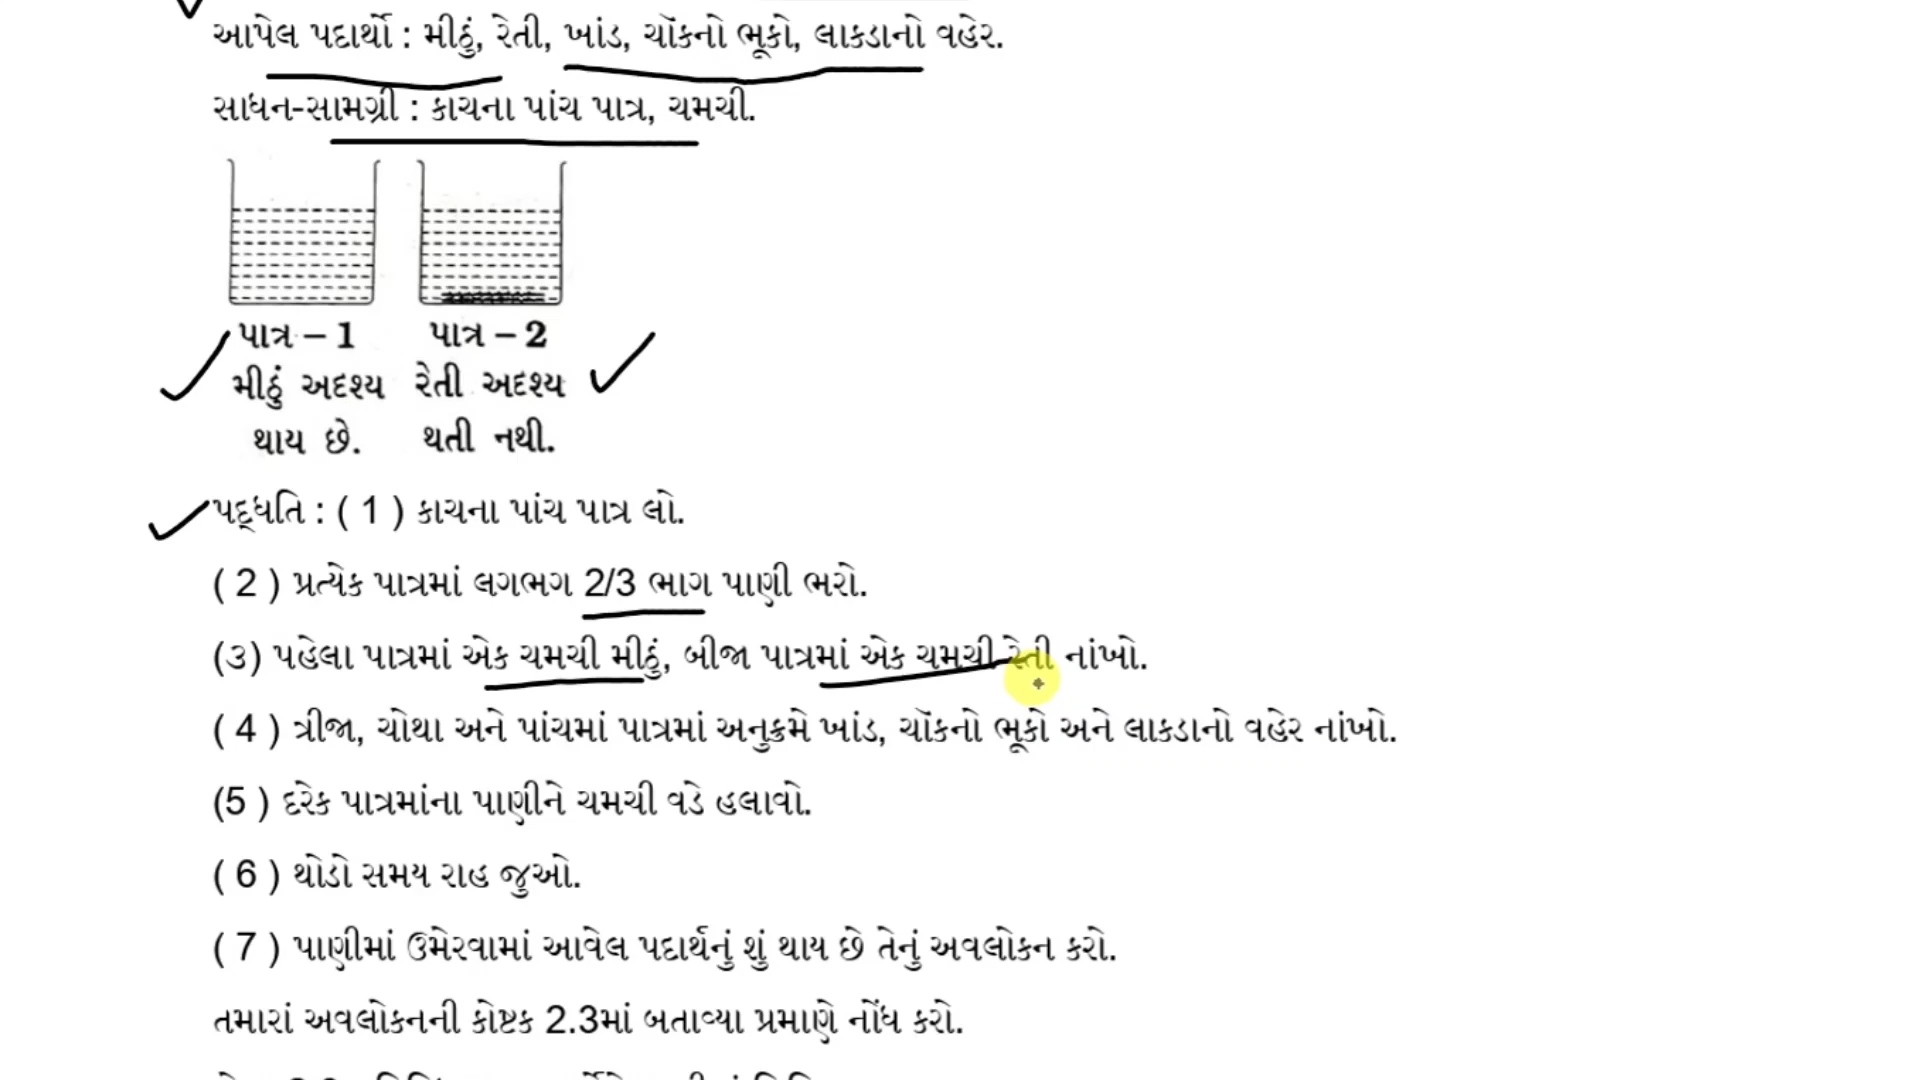 આપેલ પદાર્થો : મીઠું, રેતી, ખાંડ, ચૉકનો ભૂકો, લાકડાનો વહેર.
સાધન-સામગ્રી : કાચના પાંચ પાત્ર, ચમચી.
પાત્ર – 1 પાત્ર – 2
મીઠું અદશ્ય રેતી અદશ્ય
થાય છે. થતી નથી.
પદ્ધતિ : ( 1 ) કાચના પાંચ પાત્ર લો.
( 2 ) પ્રત્યેક પાત્રમાં લગભગ 2/3 ભાગ પાણી ભરો.
(૩) પહેલા પાત્રમાં એક ચમચી મીઠું, બીજા પાત્રમાં એક ચમચી રેતી નાંખો.
( 4 ) ત્રીજા, ચોથા અને પાંચમાં પાત્રમાં અનુક્રમે ખાંડ, ચૉકનો ભૂકો અને લાકડાનો વહેર નાંખો.
(5 ) દરેક પાત્રમાંના પાણીને ચમચી વડે હલાવો.
( 6 ) થોડો સમય રાહ જુઓ.
( 7 ) પાણીમાં ઉમેરવામાં આવેલ પદાર્થનું શું થાય છે તેનું અવલોકન કરો.
તમારાં અવલોકનની કોષ્ટક 2.3માં બતાવ્યા પ્રમાણે નોંધ કરો.